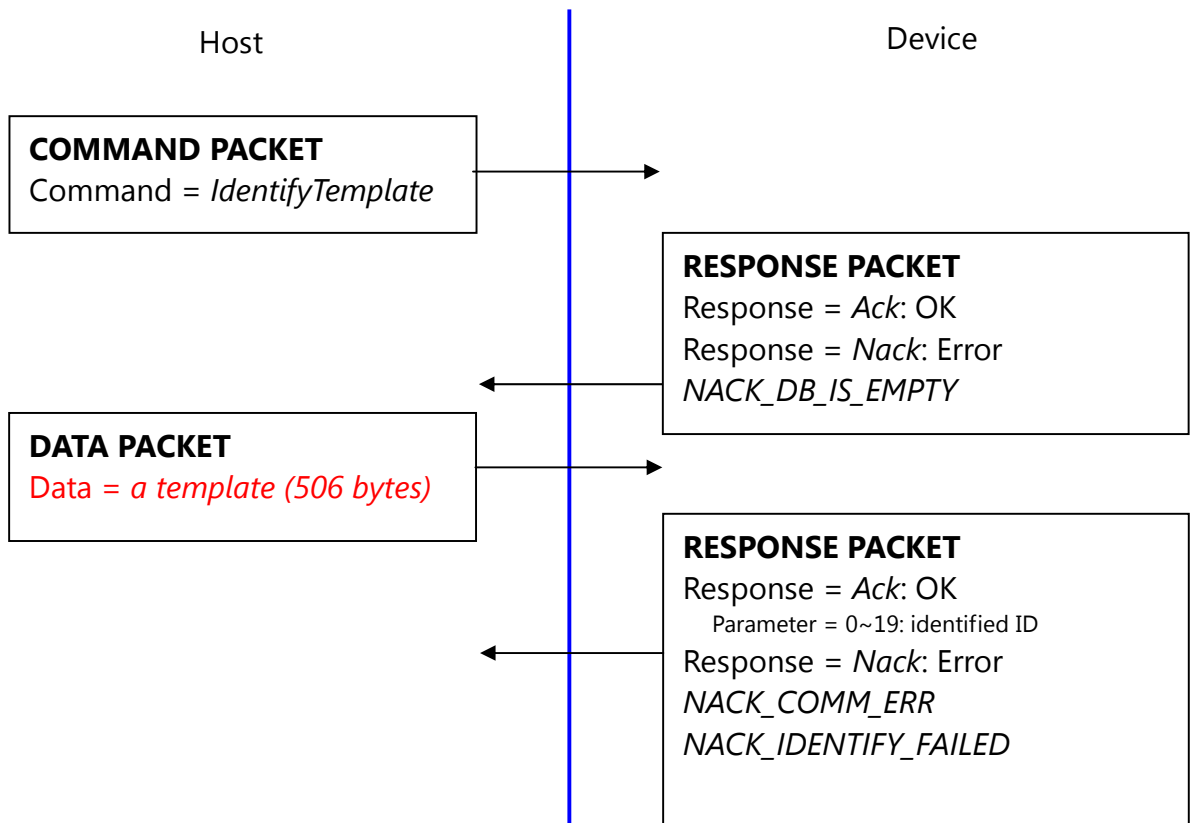 Host
Device
COMMAND PACKET
Command = IdentifyTemplate
RESPONSE PACKET
Response = Ack: OK
Response = Nack: Error
NACK_DB_IS_EMPTY
DATA PACKET
Data = a template (506 bytes)
RESPONSE PACKET
Response = Ack: OK
Parameter = 0~19: identified ID
Response = Nack: Error
NACK_COMM_ERR
NACK_IDENTIFY_FAILED